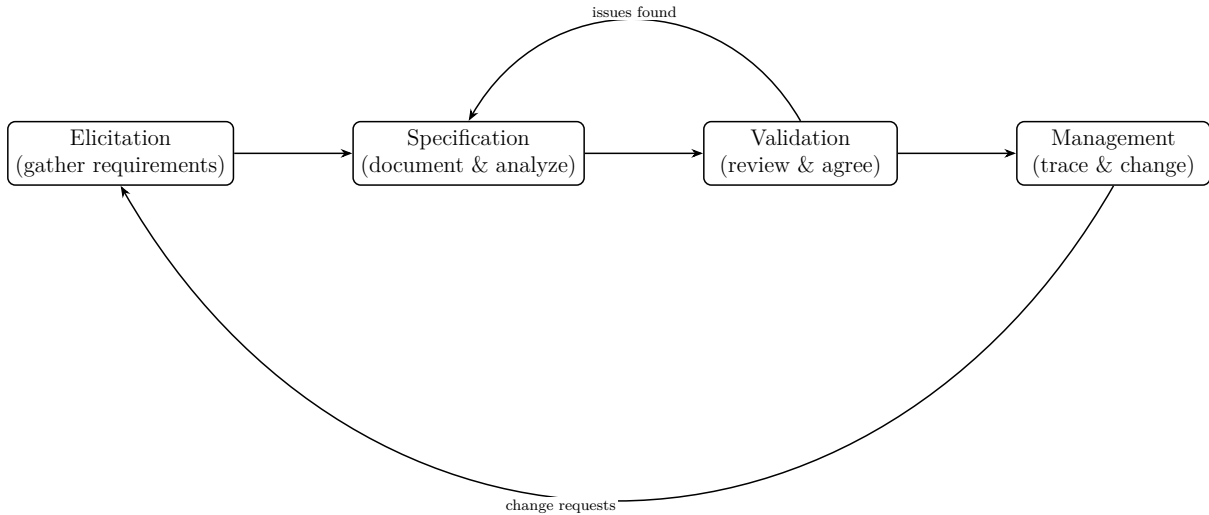 issues found
Elicitation
(gather requirements)
Specification
(document & analyze)
Validation
(review & agree)
Management
(trace & change)
change requests